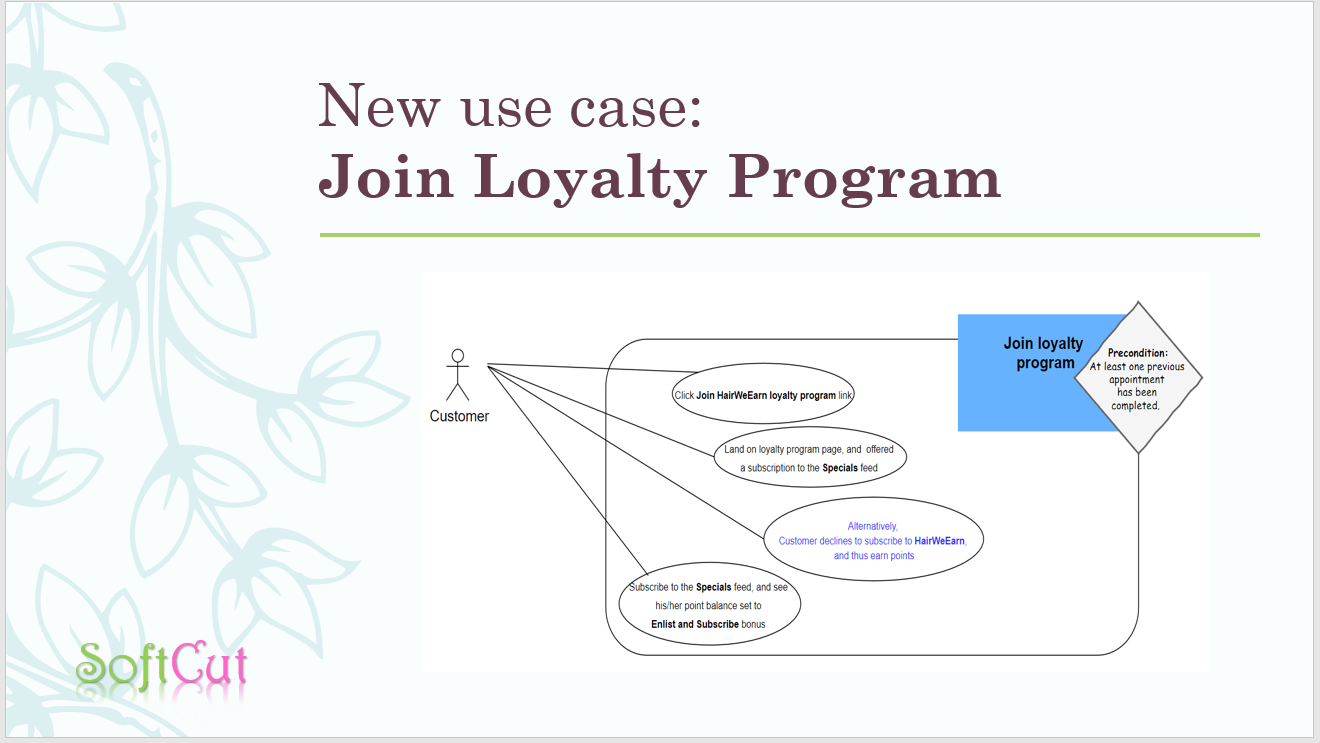 New use case:
Join Loyalty Program
Join loyalty
program
Precondition:
At least one previous
appointment
has been
completed.
Customer
Click Join HairWeEarn loyalty program link
Land on loyalty program page, and offered
a subscription to the Specials feed
Alternatively,
Customer declines to subscribe to HairWeEarn,
and thus earn points
Subscribe to the Specials feed, and see
his/her point balance set to
Enlist and Subscribe bonus
SoftCut